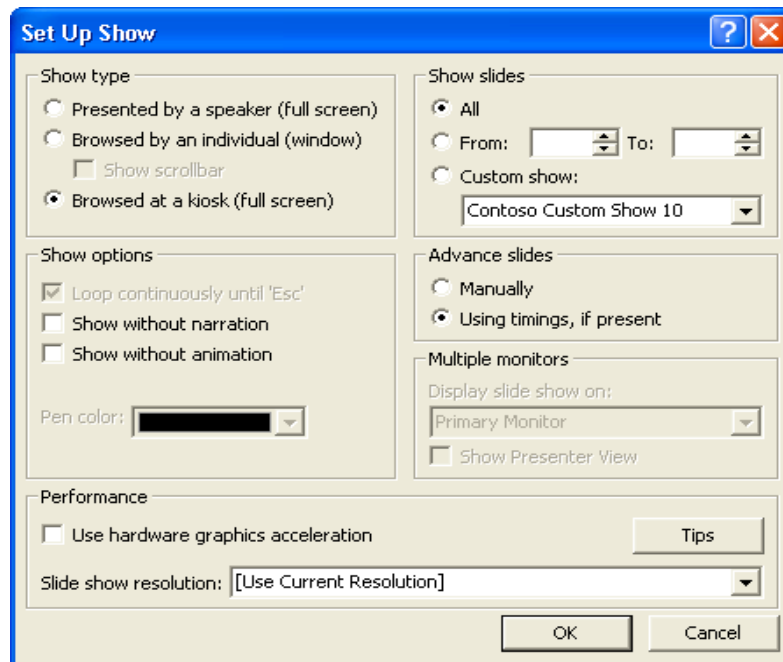 Set Up Show
Show type
Presented by a speaker (full screen)
Browsed by an individual (window)
Show scrollbar
Browsed at a kiosk (full screen)
Show slides
All
From: To:
Custom show:
Contoso Custom Show 10
Show options
Loop continuously until 'Esc'
Show without narration
Show without animation
Pen color:
Advance slides
Manually
Using timings, if present
Multiple monitors
Display slide show on:
Primary Monitor
Show Presenter View
Performance
Use hardware graphics acceleration
Tips
Slide show resolution: [Use Current Resolution]
OK Cancel